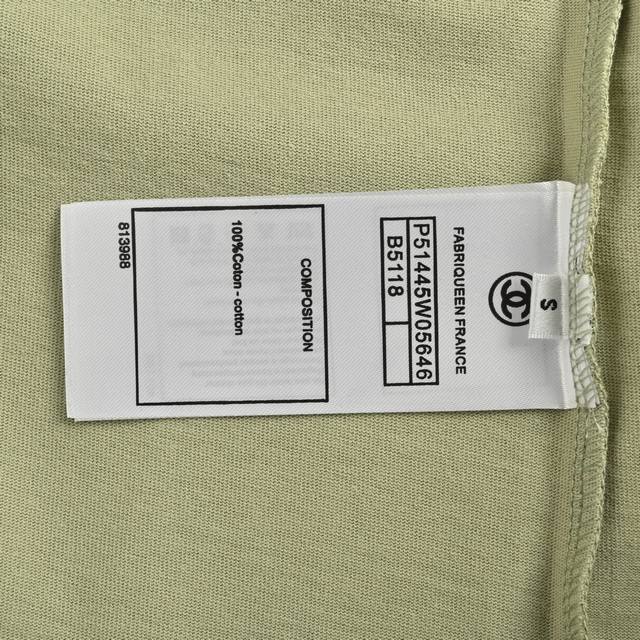 S
FABRIQUEEN FRANCE
P51445W05646
B5118
COMPOSITION
100%Coton - cotton
813988